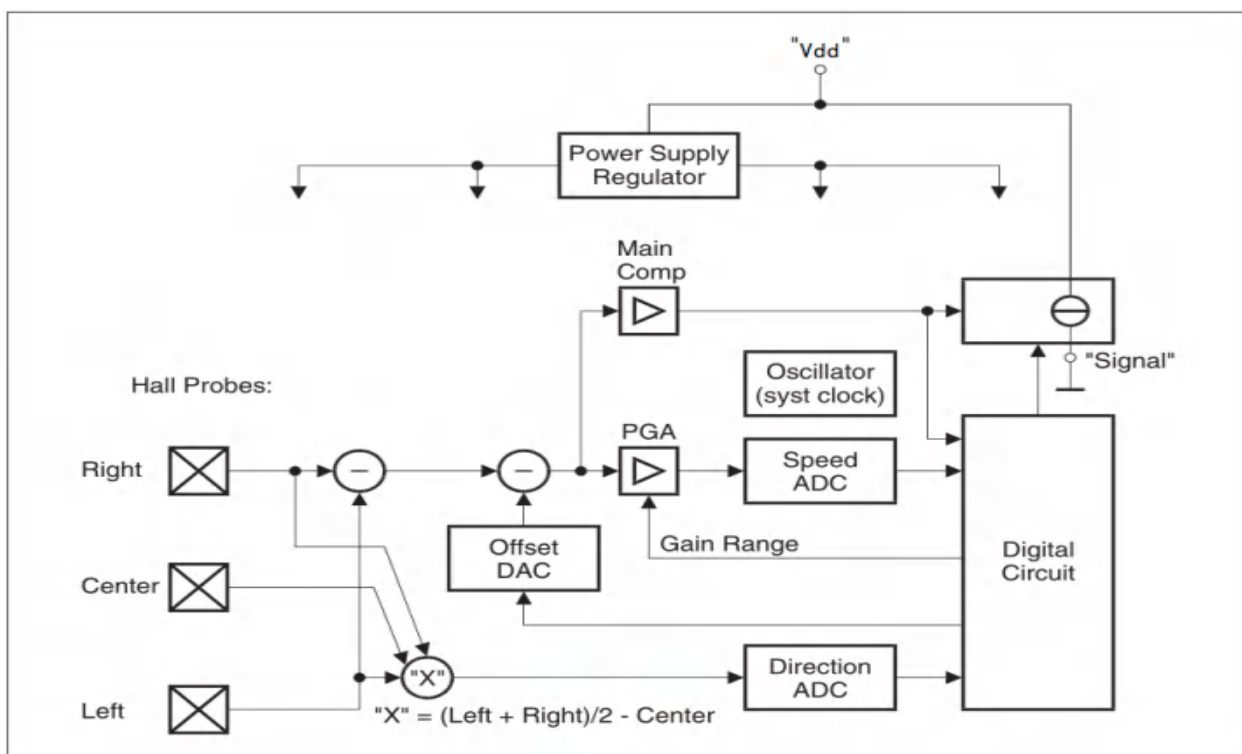 "Vdd"
Power Supply
Regulator
Main
Comp
"Signal"
Oscillator
(syst clock)
Hall Probes:
PGA
Right
Speed
ADC
Offset
DAC
Gain Range
Digital
Circuit
Center
Direction
ADC
"X"
Left
"X" = (Left + Right)/2 - Center